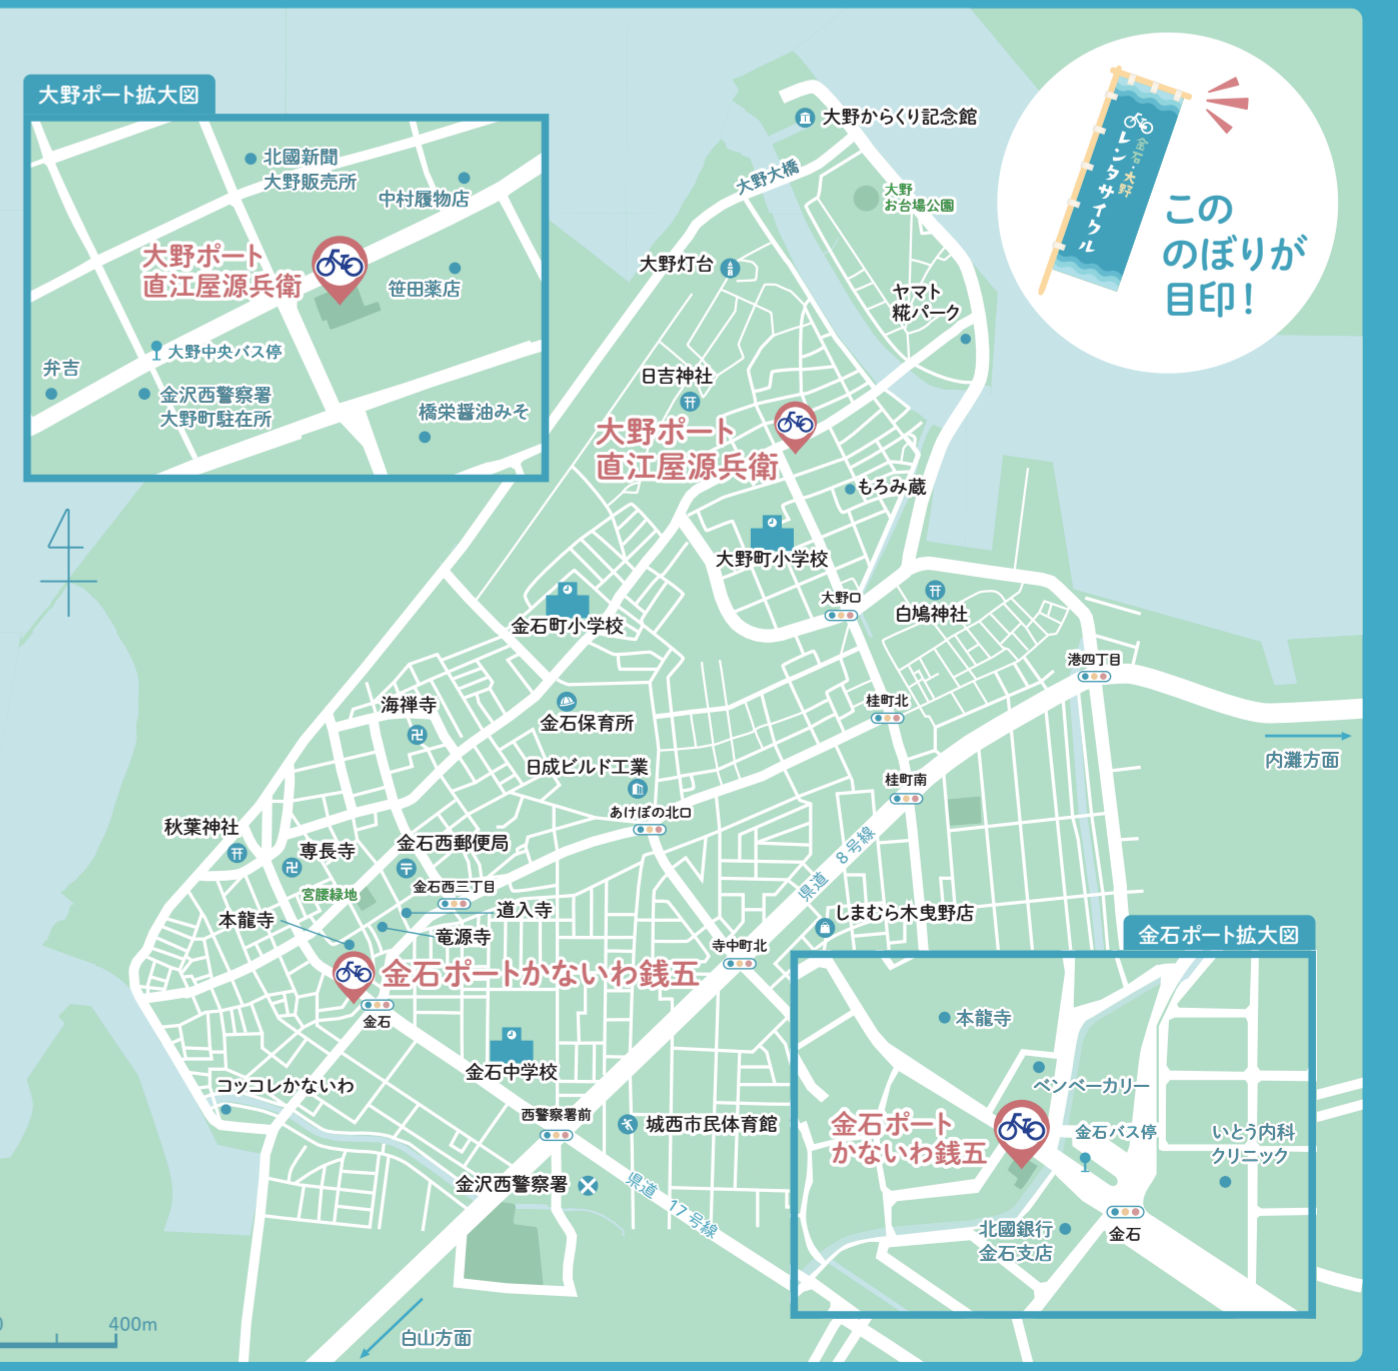 大野ポート拡大図
北國新聞
大野販売所
中村履物店
大野ポート
直江屋源兵衛
笹田薬店
大野中央バス停
弁吉
金沢西警察署
大野町駐在所
橋栄醤油みそ
大野からくり記念館
大野大橋
大野
お台場公園
大野灯台
ヤマト
糀パーク
金石・大野
レンタサイクル
この
のぼりが
目印！
日吉神社
大野ポート
直江屋源兵衛
もろみ蔵
大野町小学校
金石町小学校
大野口
白鳩神社
港四丁目
桂町北
内灘方面
海禅寺
金石保育所
日成ビルド工業
桂町南
あけぼの北口
県道 8号線
秋葉神社
専長寺
金石西郵便局
宮腰緑地
金石西三丁目
道入寺
本龍寺
竜源寺
しまむら木曳野店
寺中町北
金石ポートかないわ銭五
金石
金石中学校
コッコレかないわ
西警察署前
城西市民体育館
金沢西警察署
県道 17号線
白山方面
0
400m
金石ポート拡大図
本龍寺
ベンベーカリー
金石ポート
かないわ銭五
金石バス停
いとう内科
クリニック
北國銀行
金石支店
金石